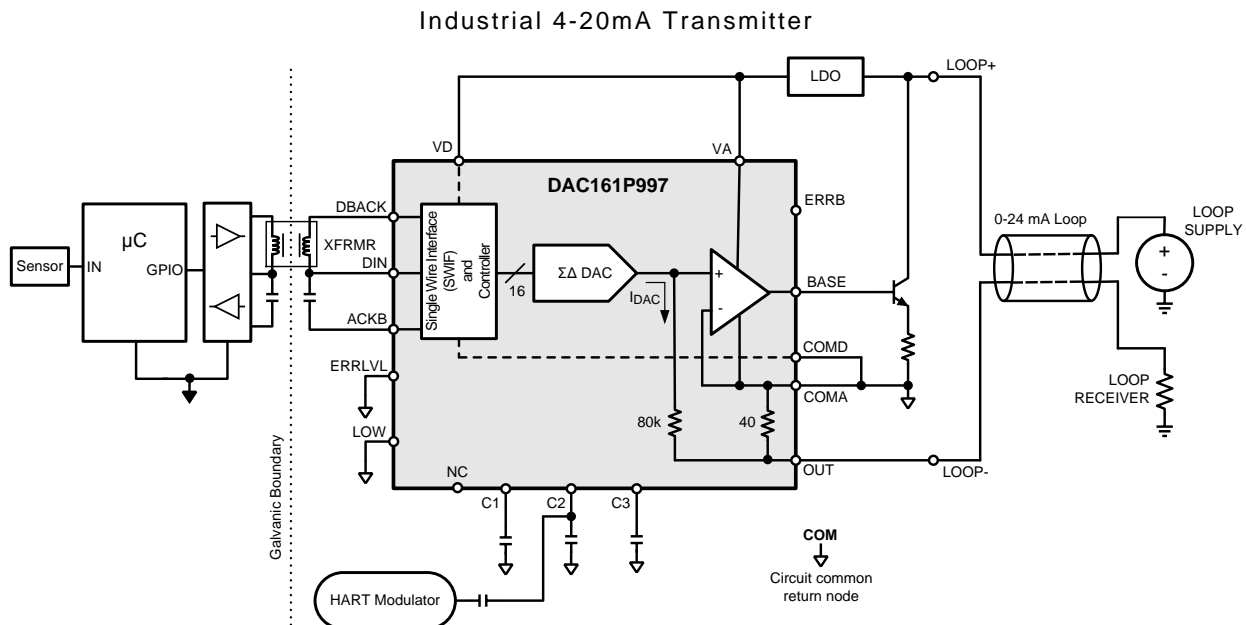 Industrial 4-20mA Transmitter
LDO
LOOP+
VD
VA
DAC161P997
ERRB
DBACK
XFRMR
DIN
ACKB
ERRLVL
LOW
NC
Sensor
IN
µC
GPIO
Single Wire Interface
(SWIF)
and
Controller
16
ΣΔ DAC
IDAC
+
-
BASE
COMD
COMA
80k
40
OUT
LOOP-
0-24 mA Loop
LOOP
SUPPLY
+
-
LOOP
RECEIVER
Galvanic Boundary
C1
C2
C3
HART Modulator
COM
Circuit common
return node